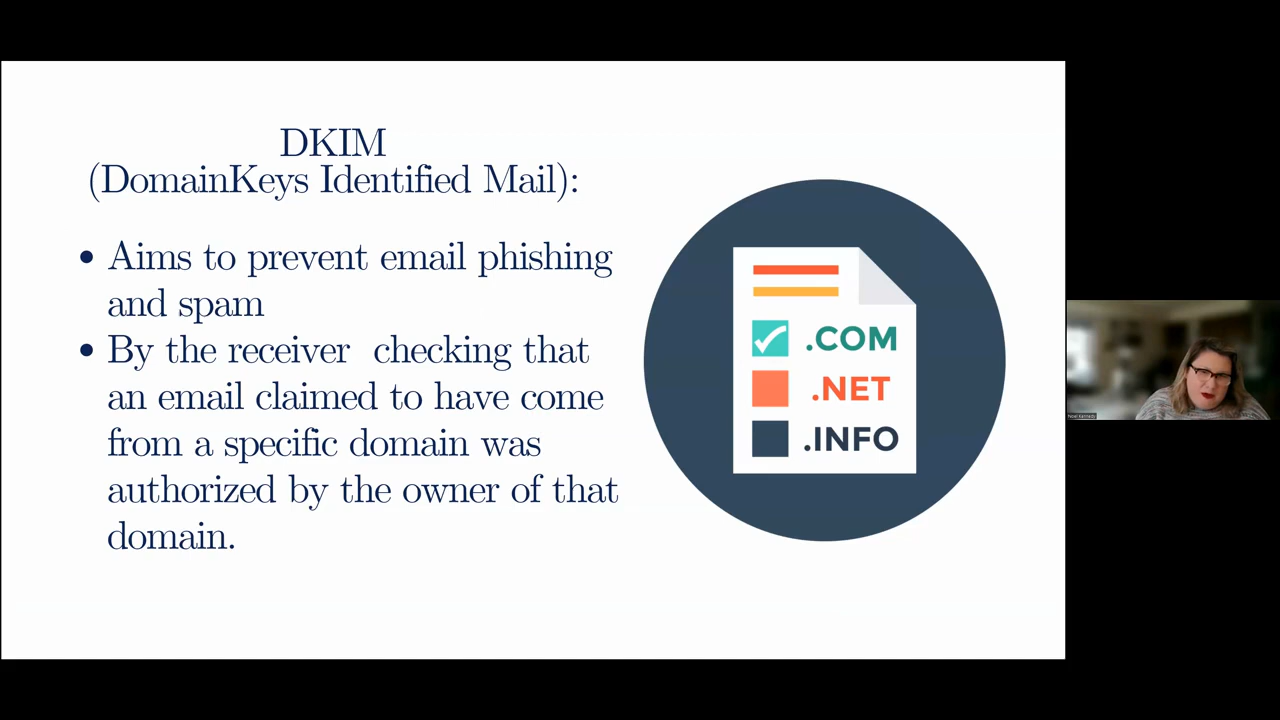 DKIM
(DomainKeys Identified Mail):
• Aims to prevent email phishing
and spam
• By the receiver checking that
an email claimed to have come
from a specific domain was
authorized by the owner of that
domain.
.COM
.NET
.INFO